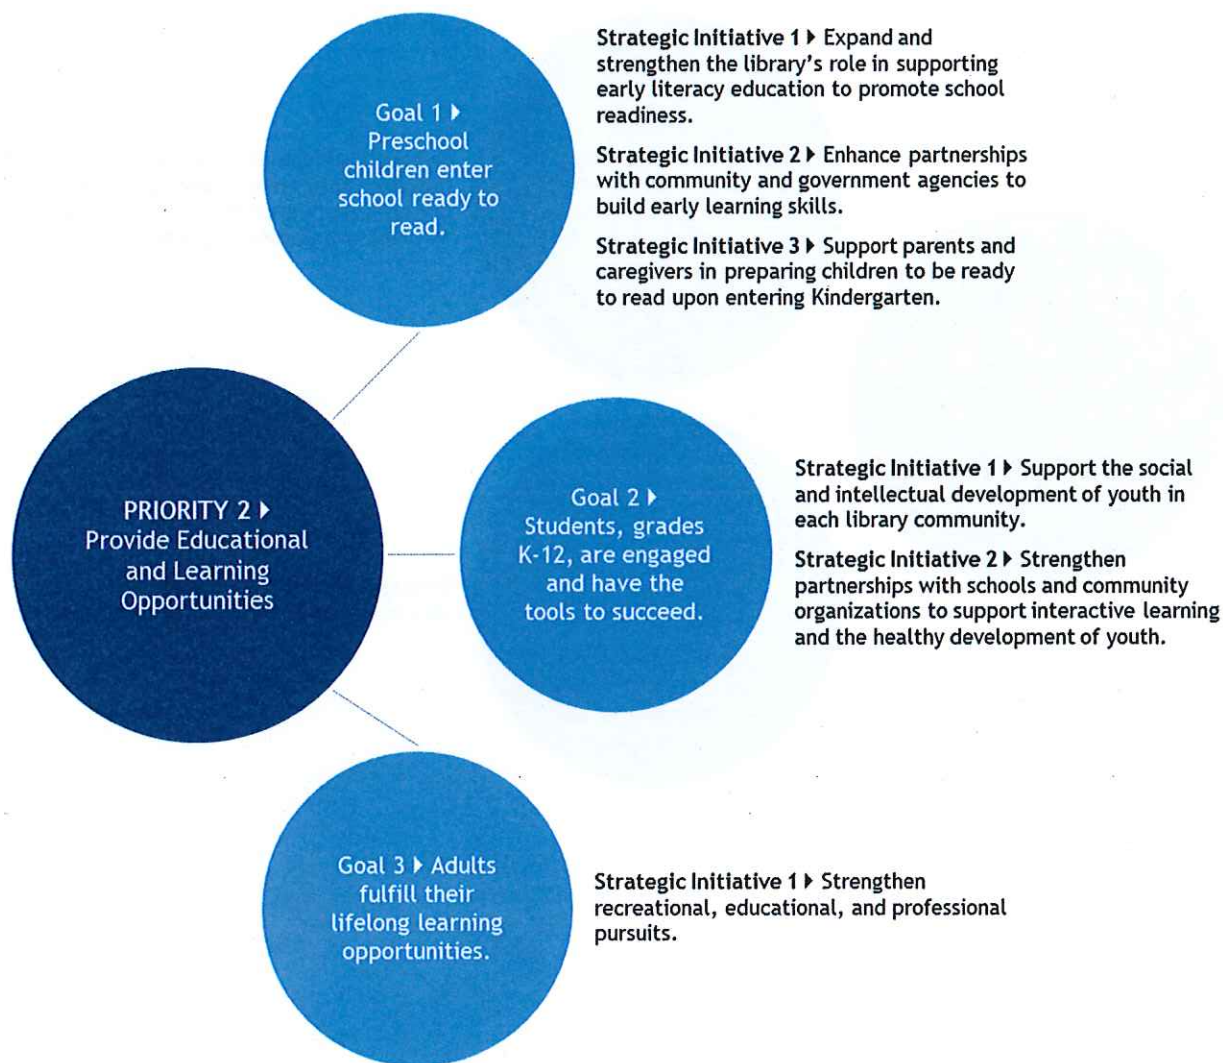 Goal 1 ▶
Preschool
children enter
school ready to
read.
Strategic Initiative 1 ▶ Expand and
strengthen the library's role in supporting
early literacy education to promote school
readiness.
Strategic Initiative 2 ▶ Enhance partnerships
with community and government agencies to
build early learning skills.
Strategic Initiative 3 ▶ Support parents and
caregivers in preparing children to be ready
to read upon entering Kindergarten.
PRIORITY 2 ▶
Provide Educational
and Learning
Opportunities
Goal 2 ▶
Students, grades
K-12, are engaged
and have the
tools to succeed.
Strategic Initiative 1 ▶ Support the social
and intellectual development of youth in
each library community.
Strategic Initiative 2 ▶ Strengthen
partnerships with schools and community
organizations to support interactive learning
and the healthy development of youth.
Goal 3 ▶ Adults
fulfill their
lifelong learning
opportunities.
Strategic Initiative 1 ▶ Strengthen
recreational, educational, and professional
pursuits.